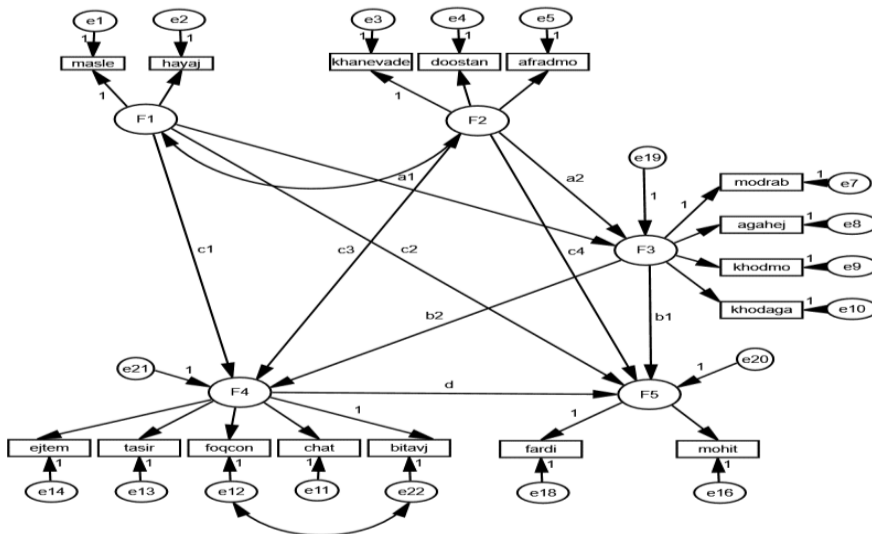 e1 e2 e3 e4 e5
1 1 1 1 1
masle hayaj khanevade doostan afradmo
1 1
F1 F2
e19
a1 a2 1 1 modrab 1 e7
agahej 1 e8
c1 c3 c2 c4 F3
khodmo 1 e9
b2 b1 khodaga 1 e10
e21 1 e20
1
F4 d F5
1 1
ejtem tasir foqcon chat bitavj fardi mohit
1 1 1 1 1 1 1
e14 e13 e12 e11 e22 e18 e16